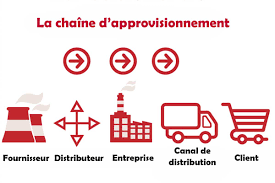 La chaîne d'approvisionnement
Fournisseur Distributeur Entreprise Canal de distribution Client